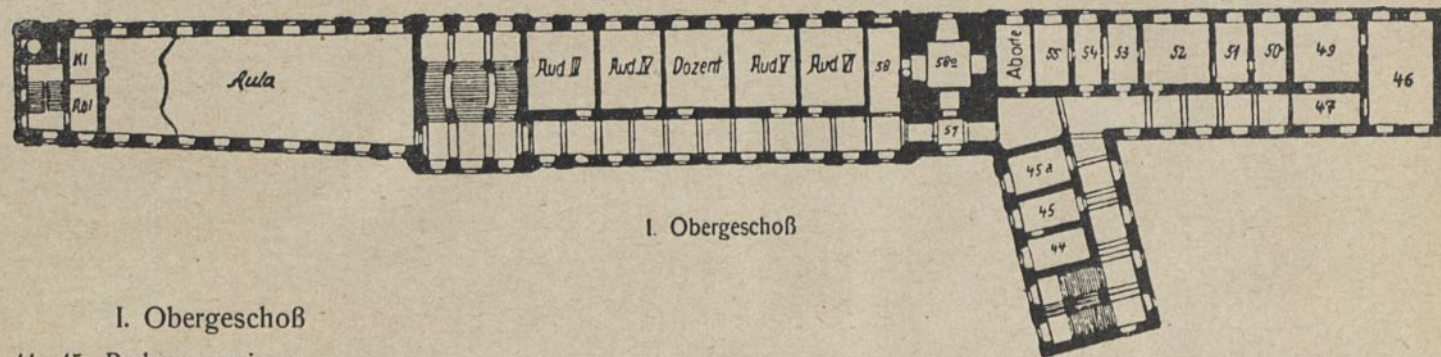 Kl
Rbl
Aula
Aud III
Aud. IV
Dozent
Aud V
Aud VI
58
58a
57
Aborte
55
54
53
52
51
50
49
47
46
45a
45
44
I. Obergeschoß
I. Obergeschoß